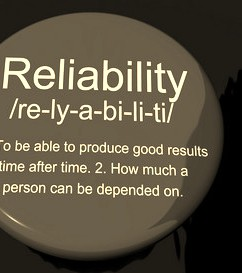 Reliability
/re-ly-a-bi-li-ti/
To be able to produce good results
time after time. 2. How much a
person can be depended on.